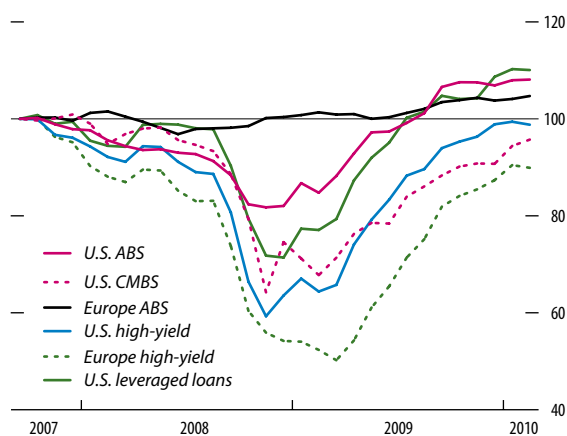 120
100
80
60
40
U.S. ABS
U.S. CMBS
Europe ABS
U.S. high-yield
Europe high-yield
U.S. leveraged loans
2007 2008 2009 2010